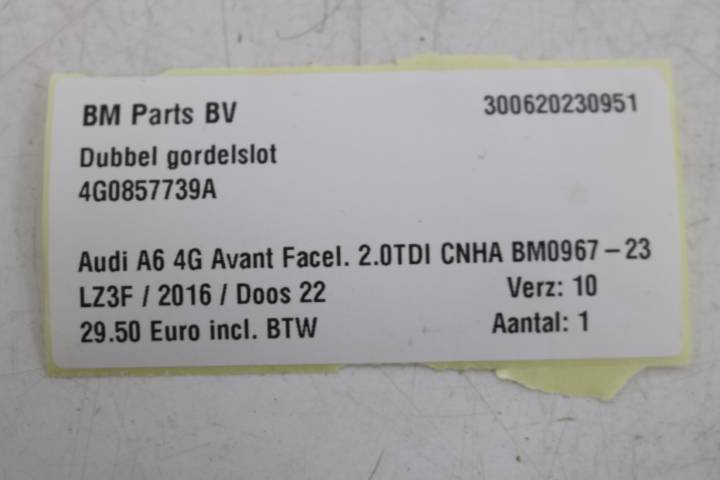 BM Parts BV 300620230951
Dubbel gordelslot
4G0857739A
Audi A6 4G Avant Facel. 2.0TDI CNHA BM0967-23
LZ3F / 2016 / Doos 22 Verz: 10
29.50 Euro incl. BTW Aantal: 1